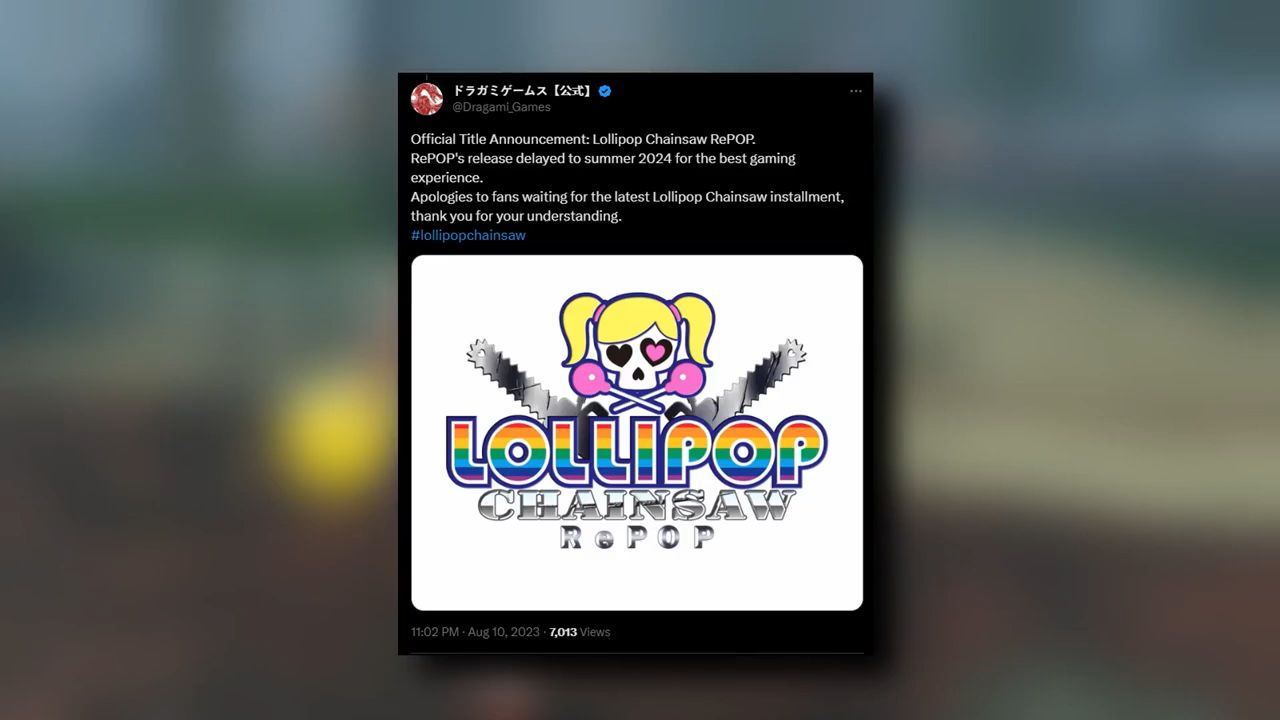 ドラガミゲームス【公式】
@Dragami_Games
Official Title Announcement: Lollipop Chainsaw RePOP.
RePOP's release delayed to summer 2024 for the best gaming
experience.
Apologies to fans waiting for the latest Lollipop Chainsaw installment,
thank you for your understanding.
#lollipopchainsaw
LOLLIPOP
CHAINSAW
RePOP
11:02 PM · Aug 10, 2023 · 7,013 Views